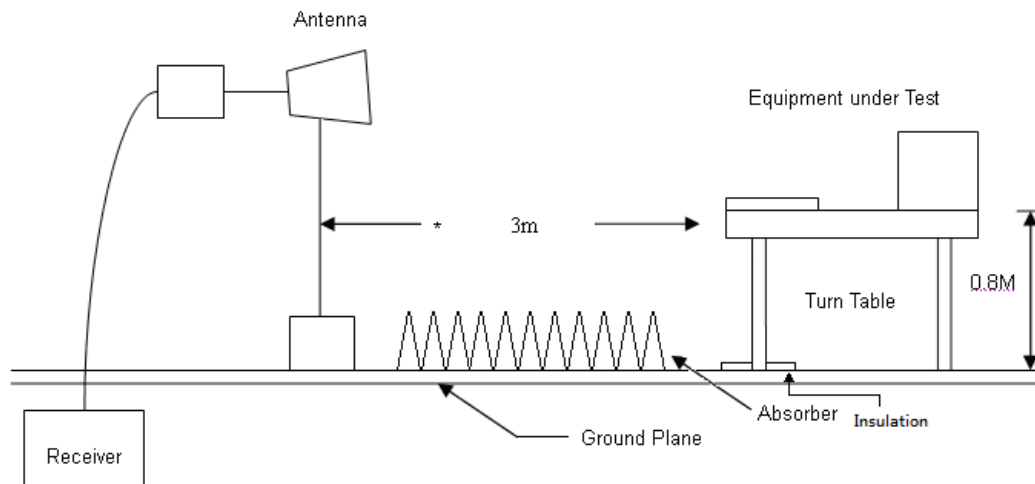 Antenna
Equipment under Test
* 3m
0.8M
Turn Table
Absorber
Insulation
Ground Plane
Receiver